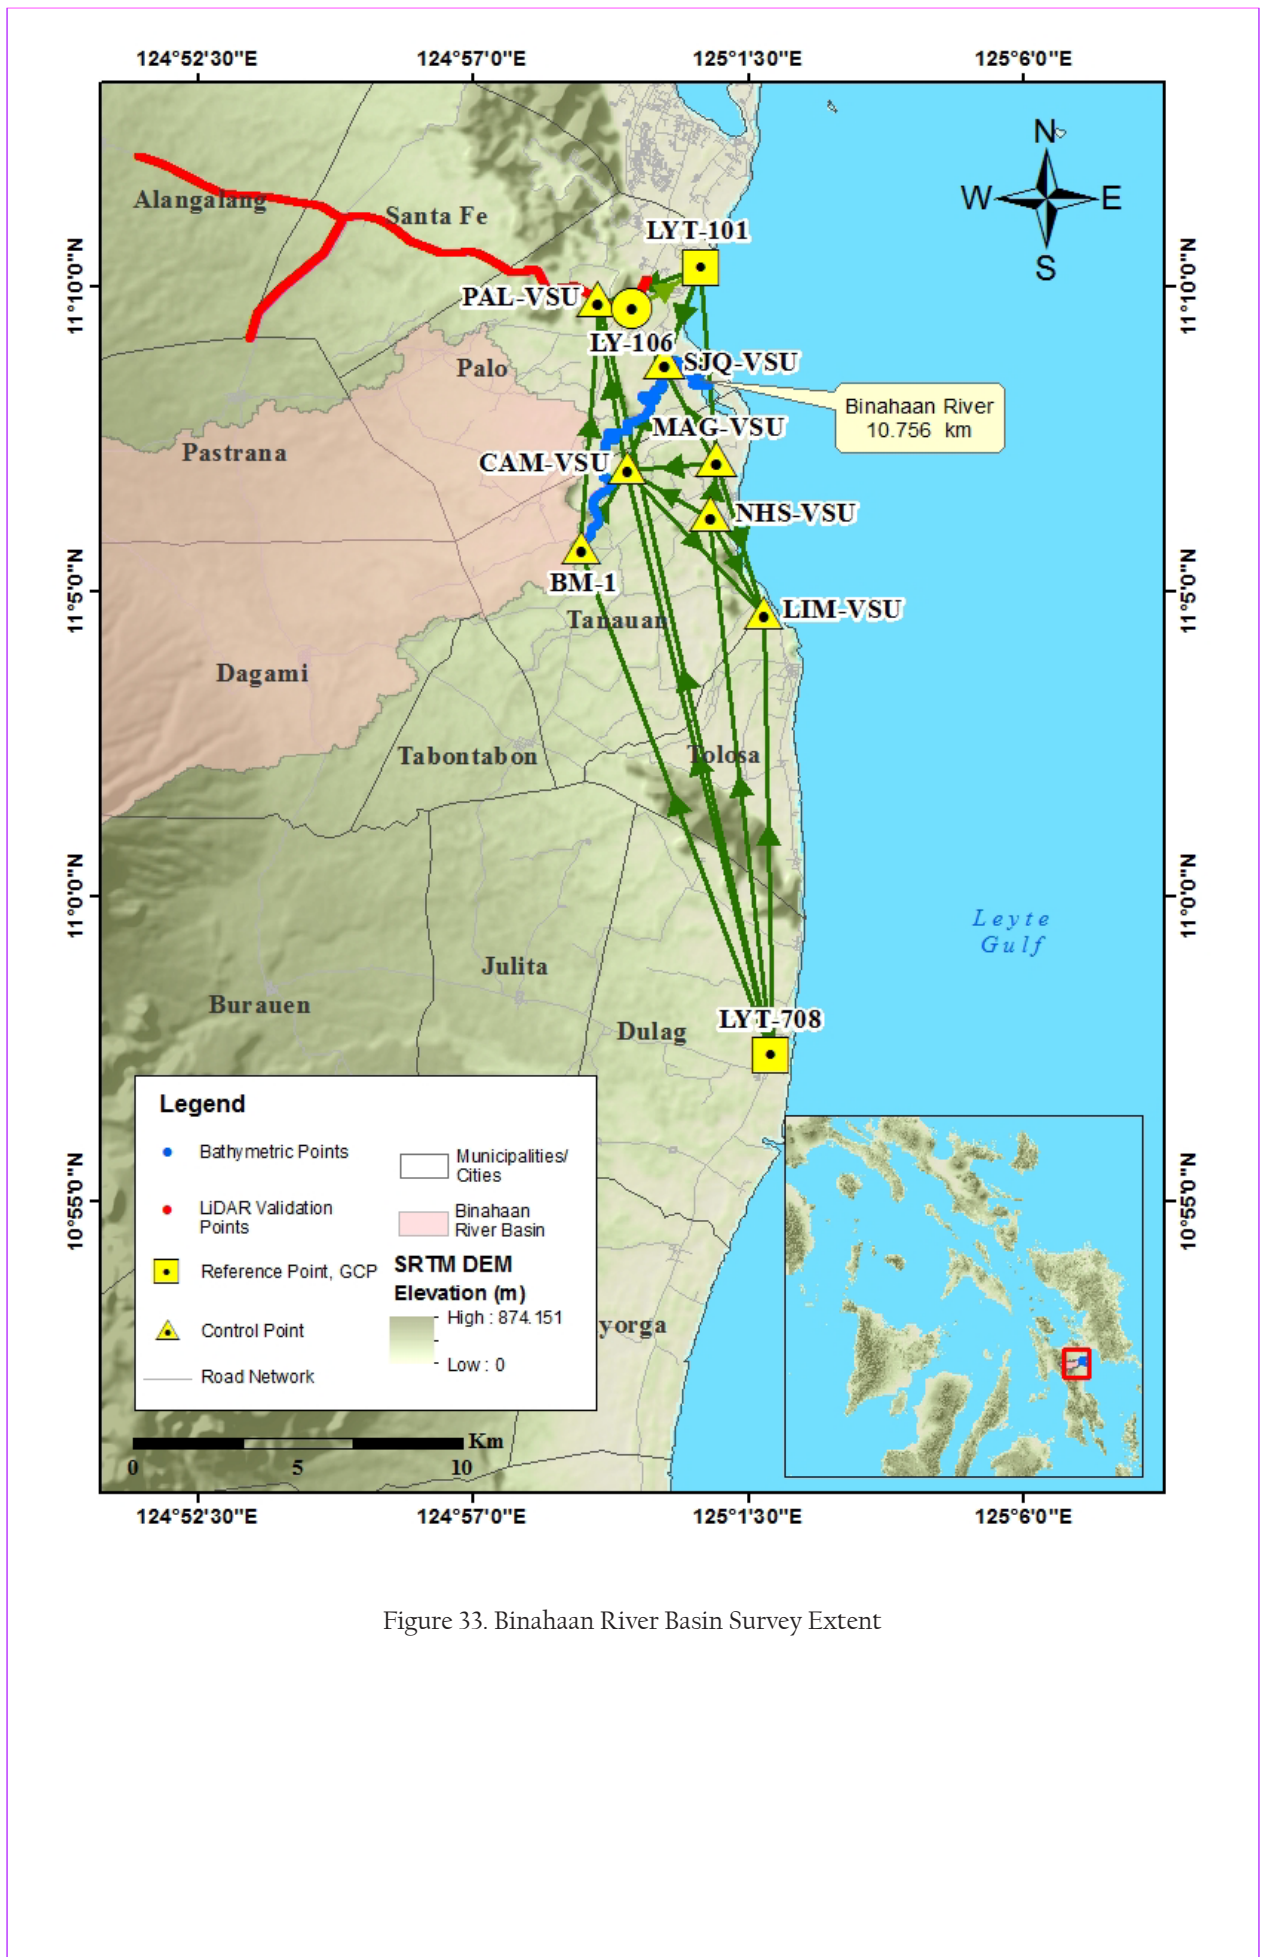 124°52'30"E 124°57'0"E 125°1'30"E 125°6'0"E
N
W E
S
Alangalang
Santa Fe
LYT-101
11°10'0"N
11°10'0"N
PAL-VSU
LY-106
SJQ-VSU
Palo
Binahaan River
10.756 km
MAG-VSU
Pastrana
CAM-VSU
NHS-VSU
BM-1
11°5'0"N
11°5'0"N
LIM-VSU
Tanauan
Dagami
Tabontabon
Tolosa
11°0'0"N
11°0'0"N
Leyte
Gulf
Julita
Burauen
LYT-708
Dulag
Legend
Bathymetric Points
LiDAR Validation
Points
Reference Point, GCP
Control Point
Road Network
Municipalities/
Cities
Binahaan
River Basin
SRTM DEM
Elevation (m)
High : 874.151
Low : 0
yorga
10°55'0"N
10°55'0"N
Km
0 5 10
124°52'30"E 124°57'0"E 125°1'30"E 125°6'0"E
Figure 33. Binahaan River Basin Survey Extent